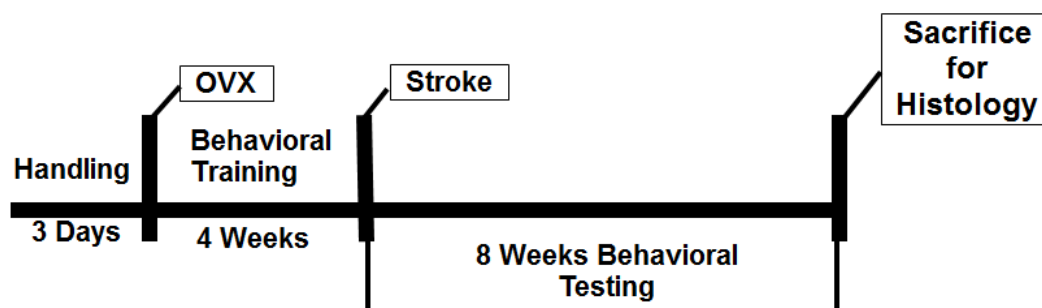 Handling
3 Days
OVX
Behavioral
Training
4 Weeks
Stroke
8 Weeks Behavioral
Testing
Sacrifice
for
Histology